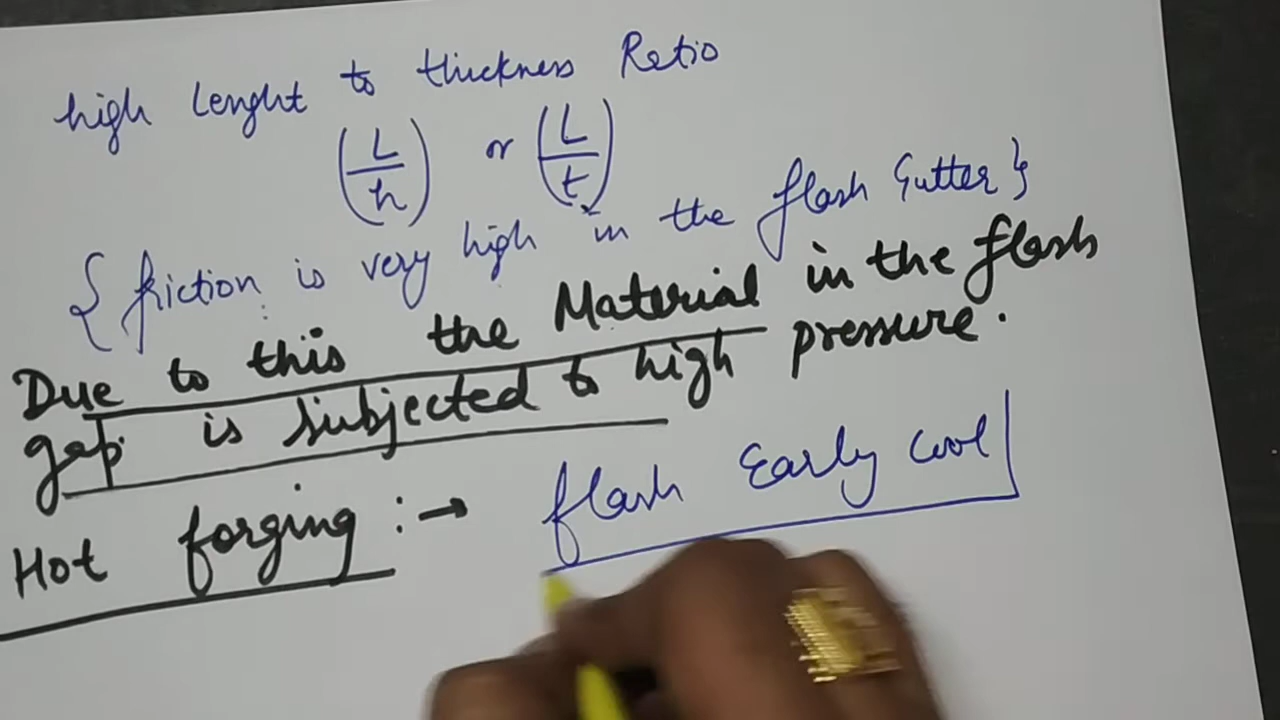 high Lenght to thickness Ratio
(L/h) or (L/t)
{ friction is very high in the flash Gutter }
Due to this the Material in the flash
gap is subjected to high pressure.
Hot forging :→ flash Early cool